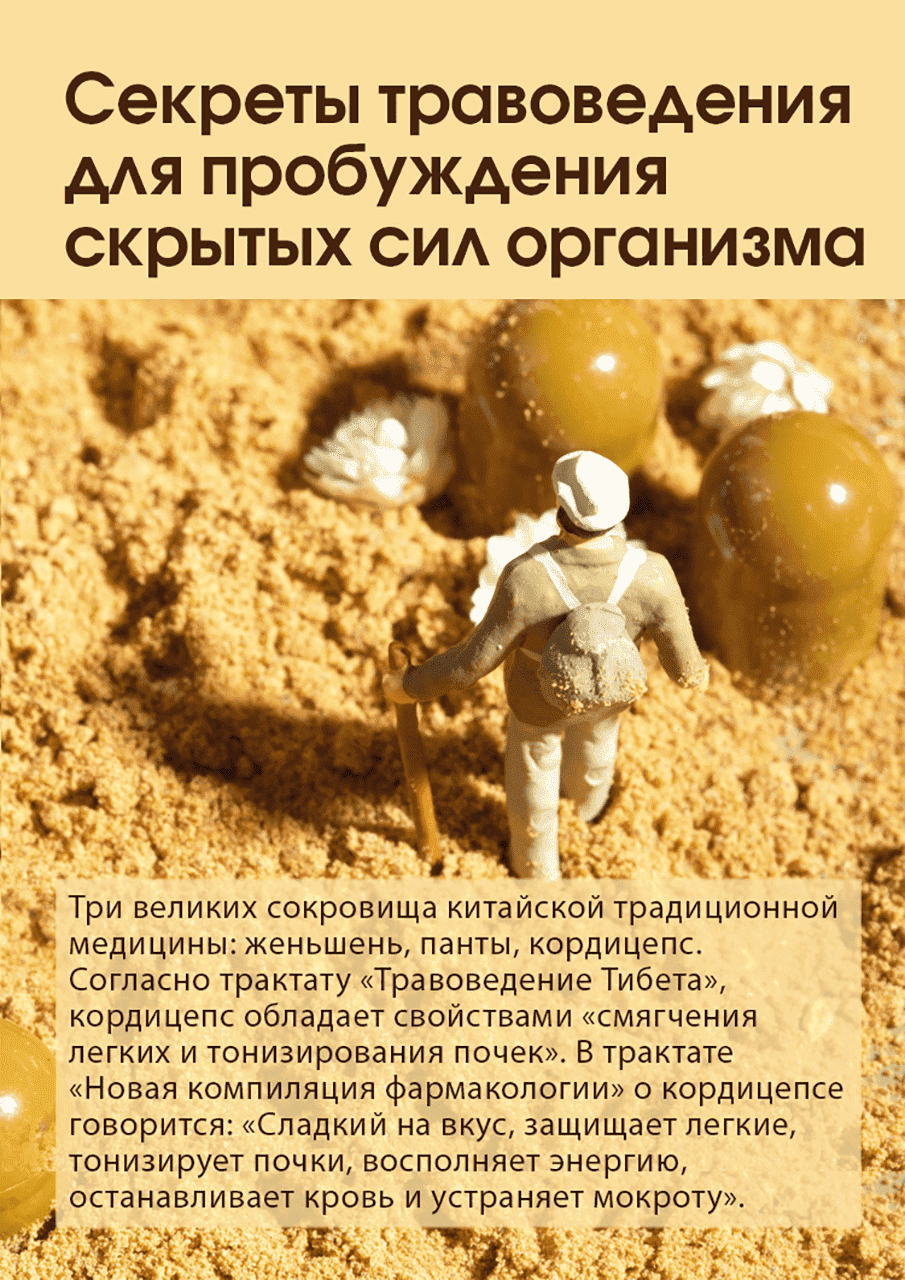 Секреты травоведения
для пробуждения
скрытых сил организма
Три великих сокровища китайской традиционной
медицины: женьшень, панты, кордицепс.
Согласно трактату «Травоведение Тибета»,
кордицепс обладает свойствами «смягчения
легких и тонизирования почек». В трактате
«Новая компиляция фармакологии» о кордицепсе
говорится: «Сладкий на вкус, защищает легкие,
тонизирует почки, восполняет энергию,
останавливает кровь и устраняет мокроту».